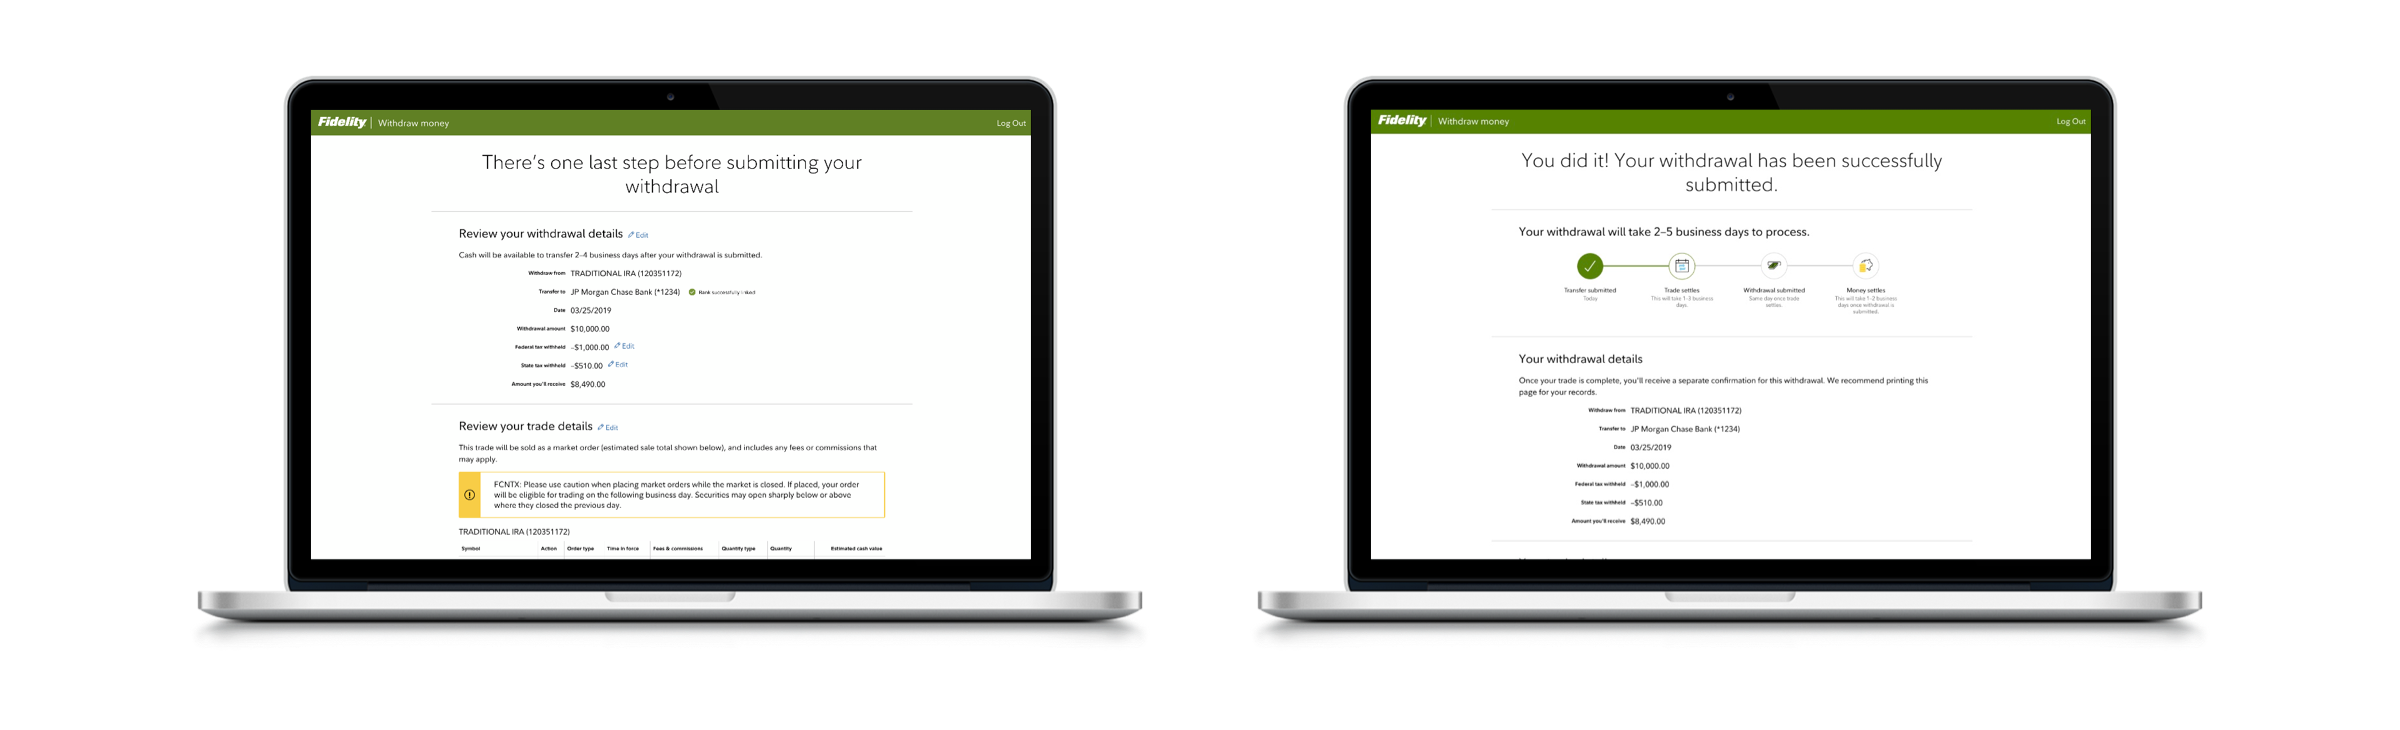 Fidelity | Withdraw money
Log Out
There's one last step before submitting your
withdrawal
Review your withdrawal details Edit
Cash will be available to transfer 2–4 business days after your withdrawal is submitted.
Withdraw from TRADITIONAL IRA (120351172)
Transfer to JP Morgan Chase Bank (*1234) Bank successfully linked
Date 03/25/2019
Withdrawal amount $10,000.00
Federal tax withheld –$1,000.00 Edit
State tax withheld –$510.00 Edit
Amount you'll receive $8,490.00
Review your trade details Edit
This trade will be sold as a market order (estimated sale total shown below), and includes any fees or commissions that
may apply.
FCNTX: Please use caution when placing market orders while the market is closed. If placed, your order
will be eligible for trading on the following business day. Securities may open sharply below or above
where they closed the previous day.
TRADITIONAL IRA (120351172)
Symbol Action Order type Time in force Fees & commissions Quantity type Quantity Estimated cash value
Fidelity | Withdraw money
Log Out
You did it! Your withdrawal has been successfully
submitted.
Your withdrawal will take 2–5 business days to process.
Transfer submitted
Today
Trade settles
This will take 1–3 business
days.
Withdrawal submitted
Same day once trade
settles.
Money settles
This will take 1–2 business
days once withdrawal is
submitted.
Your withdrawal details
Once your trade is complete, you'll receive a separate confirmation for this withdrawal. We recommend printing this
page for your records.
Withdraw from TRADITIONAL IRA (120351172)
Transfer to JP Morgan Chase Bank (*1234)
Date 03/25/2019
Withdrawal amount $10,000.00
Federal tax withheld –$1,000.00
State tax withheld –$510.00
Amount you'll receive $8,490.00